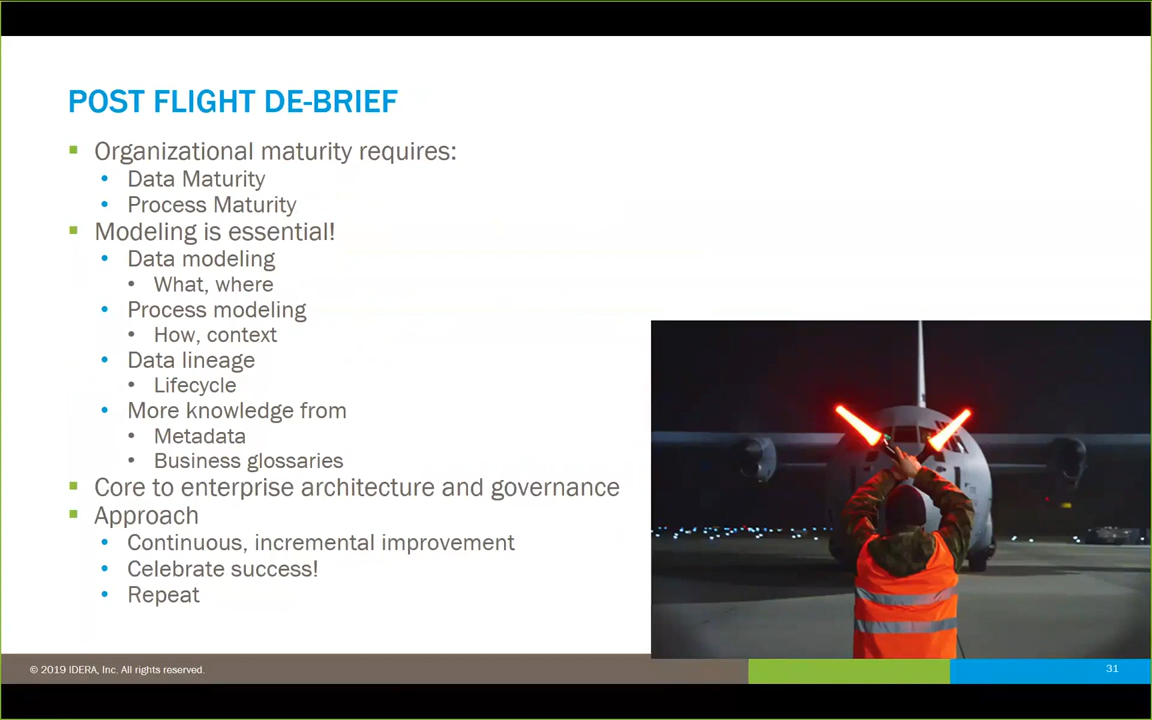 POST FLIGHT DE-BRIEF
Organizational maturity requires:
Data Maturity
Process Maturity
Modeling is essential!
Data modeling
What, where
Process modeling
How, context
Data lineage
Lifecycle
More knowledge from
Metadata
Business glossaries
Core to enterprise architecture and governance
Approach
Continuous, incremental improvement
Celebrate success!
Repeat
© 2019 IDERA, Inc. All rights reserved.
31